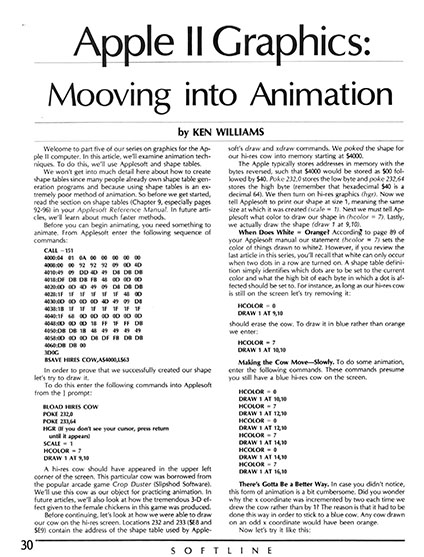 Apple II Graphics:
Mooving into Animation
by KEN WILLIAMS
Welcome to part five of our series on graphics for the Ap-
ple II computer. In this article, we'll examine animation tech-
niques. To do this, we'll use Applesoft and shape tables.
We won't get into much detail here about how to create
shape tables since many people already own shape table gen-
eration programs and because using shape tables is an ex-
tremely poor method of animation. So before we get started,
read the section on shape tables (Chapter 9, especially pages
92-96) in your Applesoft Reference Manual. In future arti-
cles, we'll learn about much faster methods.
Before you can begin animating, you need something to
animate. From Applesoft enter the following sequence of
commands:
CALL -151
4000:04 01 0A 00 00 00 00 00
4008:00 00 92 92 92 09 0D 4D
4010:49 09 DD 4D 49 D4 DB DB
4018:DF DB DB FB 48 0D 0D 0D
4020:0D 0D 4D 49 09 D4 DB DB
4028:1F 1F 1F 1F 1F 1F 48 0D
4030:0D 0D 0D 0D 4D 49 09 D8
4038:1B 1F 1F 1F 1F 1F 1F 1F
4040:1F 68 0D 0D 0D 0D 0D 0D
4048:0D 0D 0D 18 FF 1F FF DB
4050:DB DB 1B 48 49 49 49 49
4058:0D 0D 0D D8 DF FB DB DB
4060:DB DB 00
3D0G
BSAVE HIRES COW,A$4000,L$63
In order to prove that we successfully created our shape
let's try to draw it.
To do this enter the following commands into Applesoft
from the ] prompt:
BLOAD HIRES COW
POKE 232,0
POKE 233,64
HGR (If you don't see your cursor, press return
until it appears)
SCALE = 1
HCOLOR = 7
DRAW 1 AT 9,10
A hi-res cow should have appeared in the upper left
corner of the screen. This particular cow was borrowed from
the popular arcade game Crop Duster (Slipshod Software).
We'll use this cow as our object for practicing animation. In
future articles, we'll also look at how the tremendous 3-D ef-
fect given to the female chickens in this game was produced.
Before continuing, let's look at how we were able to draw
our cow on the hi-res screen. Locations 232 and 233 ($E8 and
$E9) contain the address of the shape table used by Apple-
soft's draw and xdraw commands. We poked the shape for
our hi-res cow into memory starting at $4000.
The Apple typically stores addresses in memory with the
bytes reversed, such that $4000 would be stored as $00 fol-
lowed by $40. Poke 232,0 stores the low byte and poke 232,64
stores the high byte (remember that hexadecimal $40 is a
decimal 64). We then turn on hi-res graphics (hgr). Now we
tell Applesoft to print our shape at size 1, meaning the same
size at which it was created (scale = 1). Next we must tell Ap-
plesoft what color to draw our shape in (hcolor = 7). Lastly,
we actually draw the shape (draw 1 at 9,10).
When Does White = Orange? According to page 89 of
your Applesoft manual our statement (hcolor = 7) sets the
color of things drawn to white2. However, if you review the
last article in this series, you'll recall that white can only occur
when two dots in a row are turned on. A shape table defi-
nition simply identifies which dots are to be set to the current
color and what the high bit of each byte in which a dot is af-
fected should be set to. For instance, as long as our hi-res cow
is still on the screen let's try removing it:
HCOLOR = 0
DRAW 1 AT 9,10
should erase the cow. To draw it in blue rather than orange
we enter:
HCOLOR = 7
DRAW 1 AT 10,10
Making the Cow Move—Slowly. To do some animation,
enter the following commands. These commands presume
you still have a blue hi-res cow on the screen.
HCOLOR = 0
DRAW 1 AT 10,10
HCOLOR = 7
DRAW 1 AT 12,10
HCOLOR = 0
DRAW 1 AT 12,10
HCOLOR = 7
DRAW 1 AT 14,10
HCOLOR = 0
DRAW 1 AT 14,10
HCOLOR = 7
DRAW 1 AT 16,10
There's Gotta Be a Better Way. In case you didn't notice,
this form of animation is a bit cumbersome. Did you wonder
why the x coordinate was incremented by two each time we
drew the cow rather than by 1? The reason is that it had to be
done this way in order to stick to a blue cow. Any cow drawn
on an odd x coordinate would have been orange.
Now let's try it like this:
30
SOFTLINE